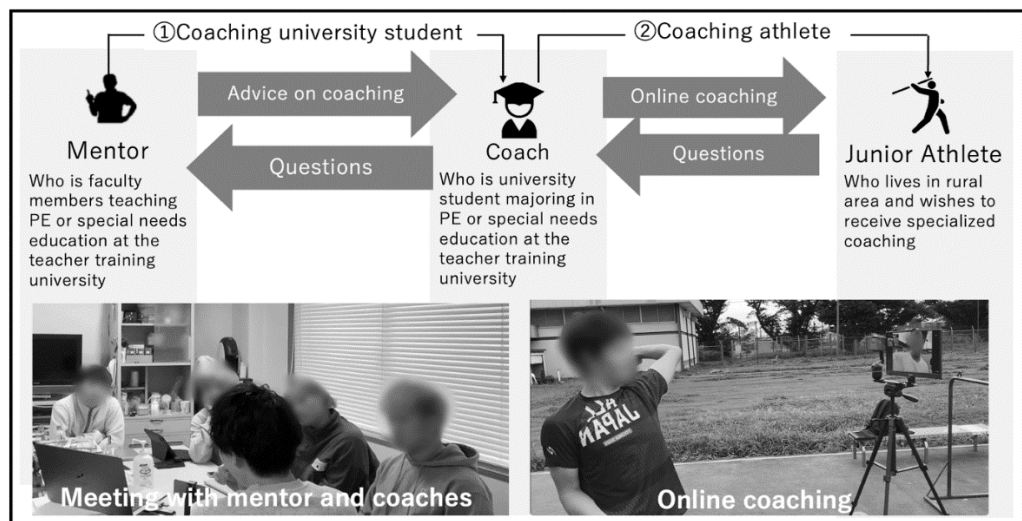 ①Coaching university student
②Coaching athlete
Advice on coaching
Online coaching
Questions
Questions
Mentor
Who is faculty
members teaching
PE or special needs
education at the
teacher training
university
Coach
Who is university
student majoring in
PE or special needs
education at the
teacher training
university
Junior Athlete
Who lives in rural
area and wishes to
receive specialized
coaching
ALL
JAPAN
Meeting with mentor and coaches
Online coaching